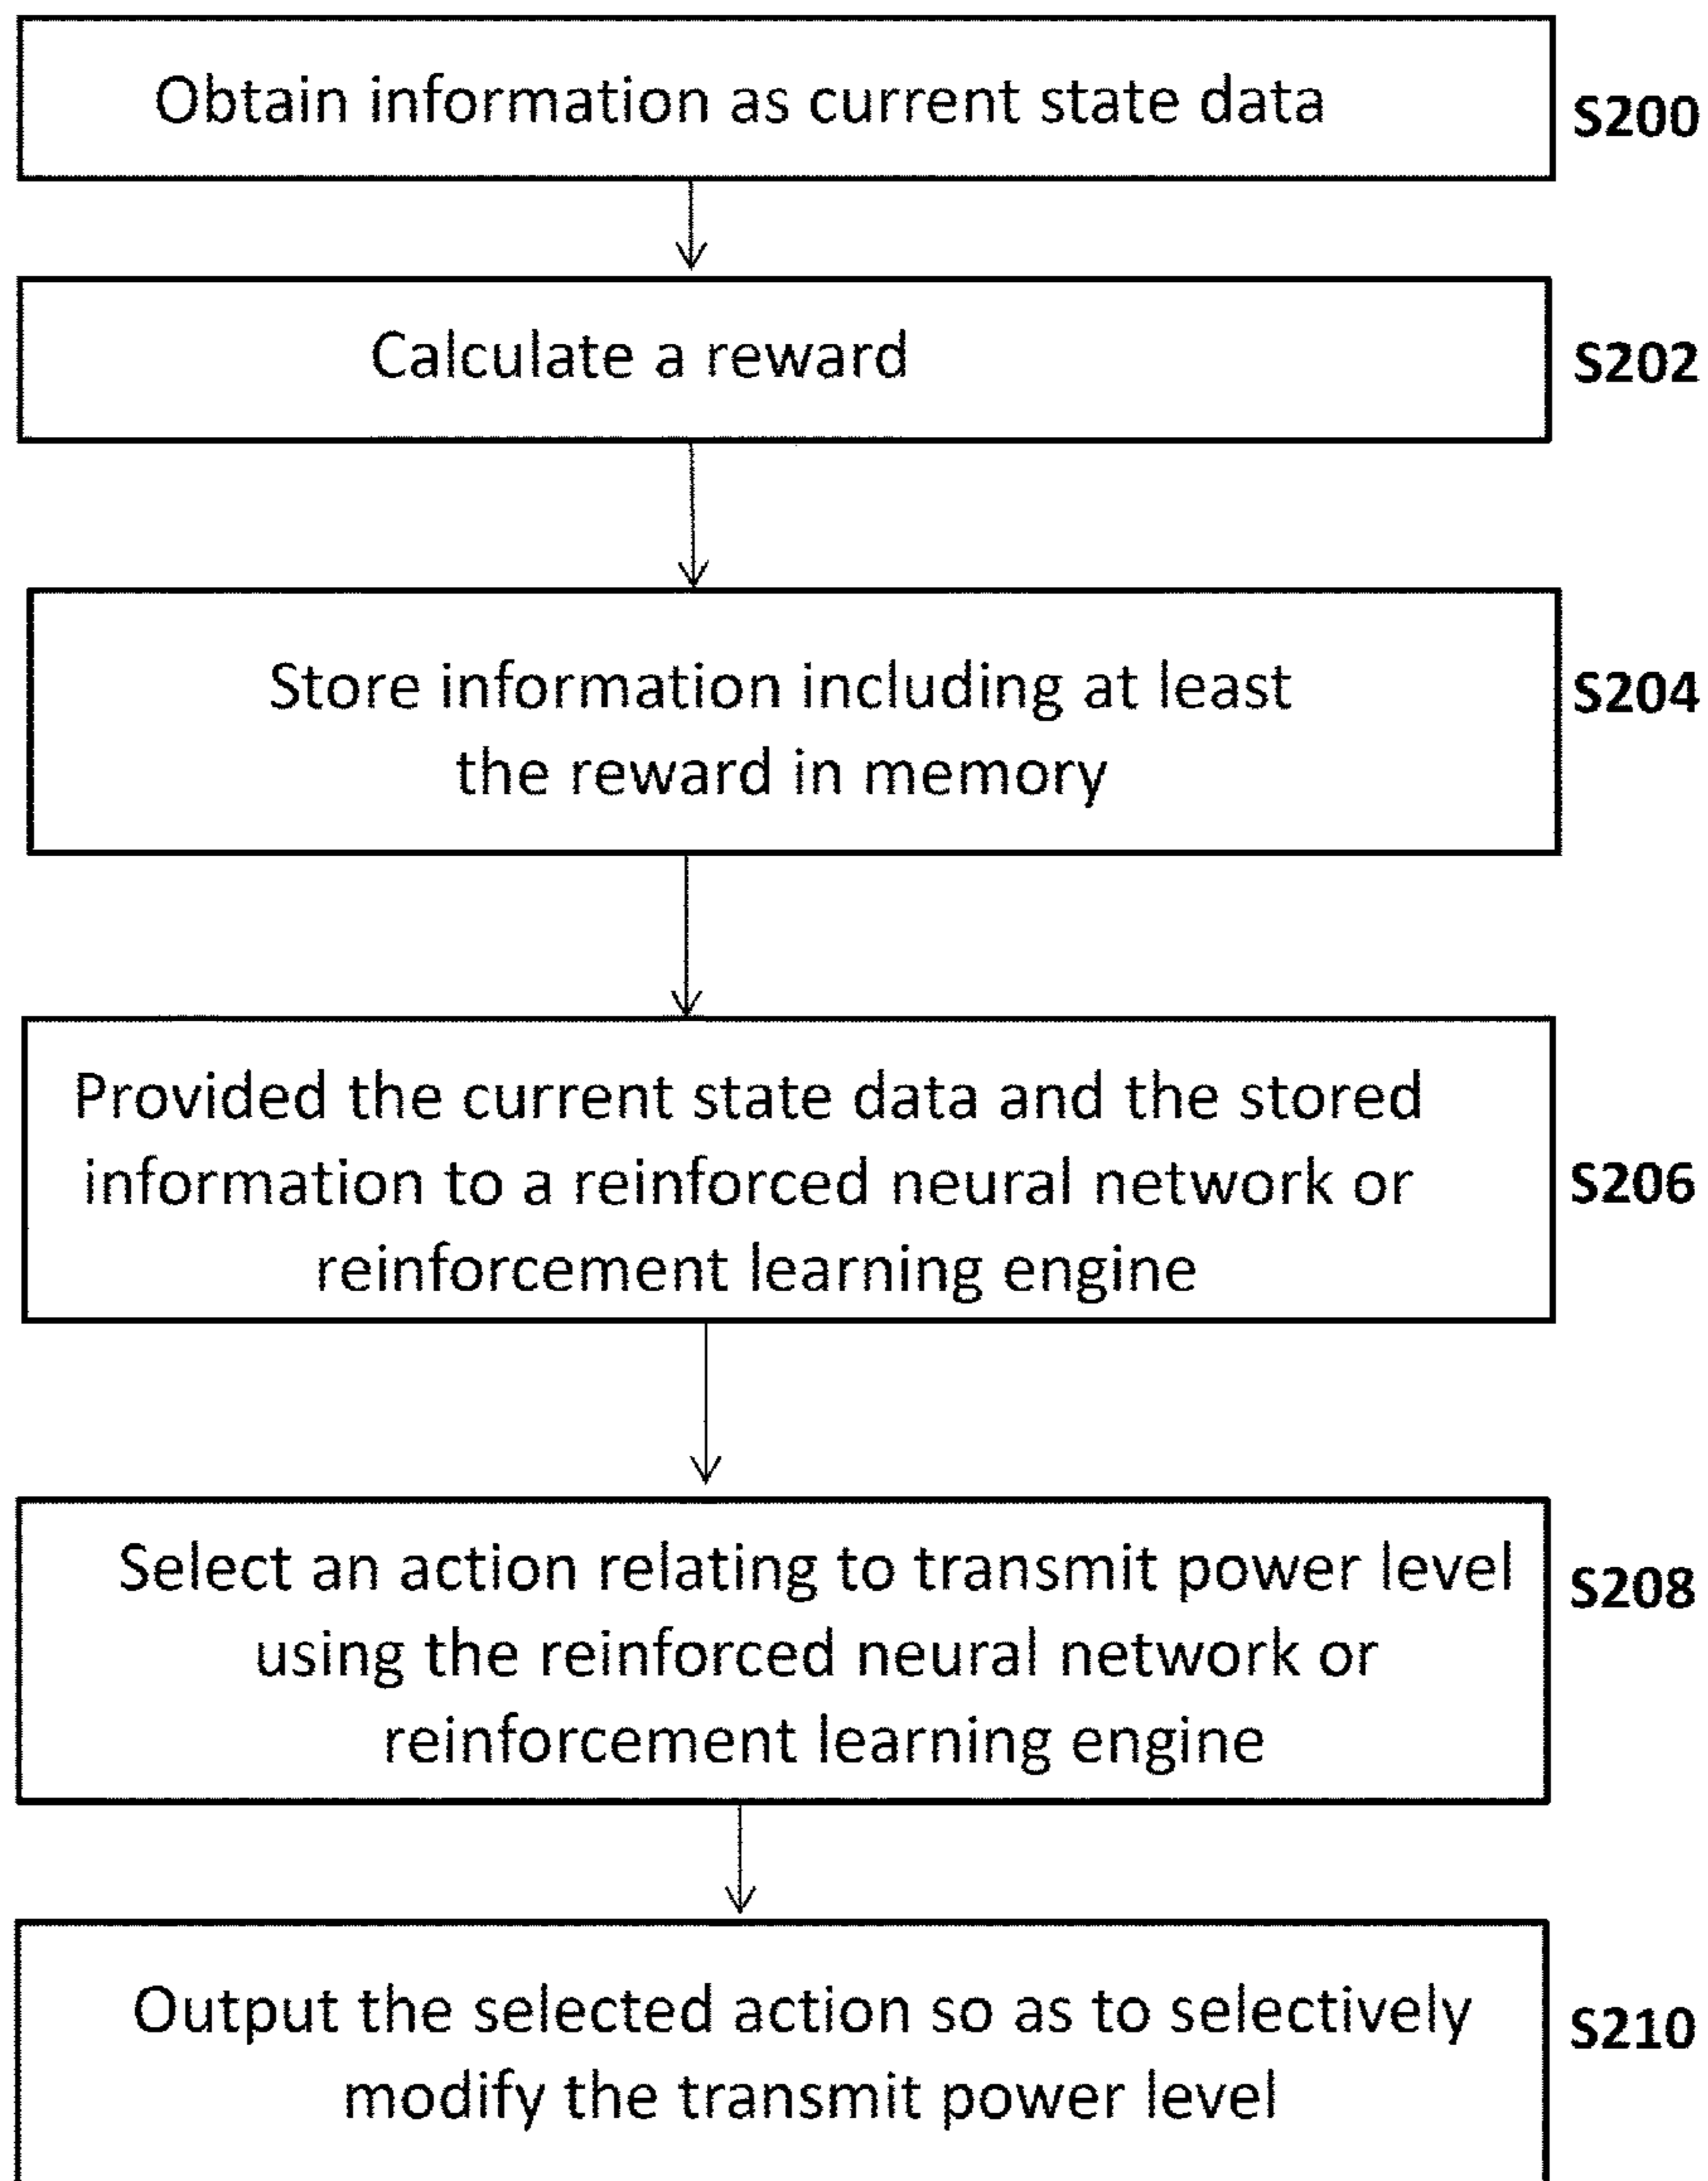 Obtain information as current state data
S200
Calculate a reward
S202
Store information including at least
the reward in memory
S204
Provided the current state data and the stored
information to a reinforced neural network or
reinforcement learning engine
S206
Select an action relating to transmit power level
using the reinforced neural network or
reinforcement learning engine
S208
Output the selected action so as to selectively
modify the transmit power level
S210